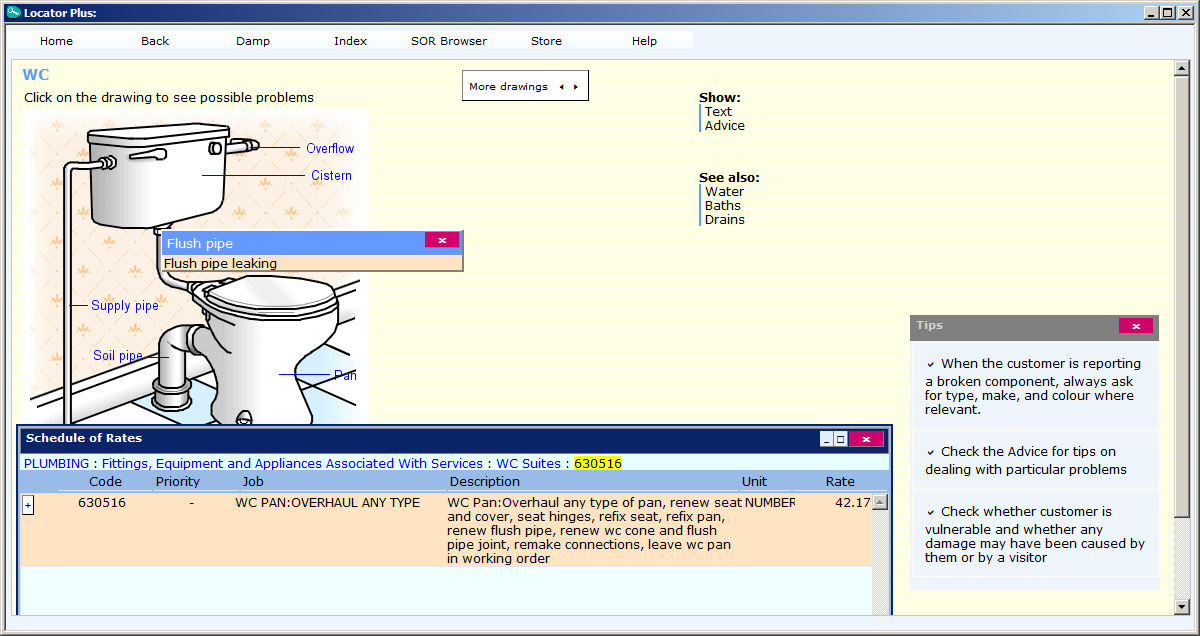 Locator Plus:
Home Back Damp Index SOR Browser Store Help
WC
Click on the drawing to see possible problems
More drawings
Overflow
Cistern
Flush pipe
Flush pipe leaking
Supply pipe
Soil pipe
Pan
Show:
Text
Advice
See also:
Water
Baths
Drains
Tips
When the customer is reporting
a broken component, always ask
for type, make, and colour where
relevant.
Check the Advice for tips on
dealing with particular problems
Check whether customer is
vulnerable and whether any
damage may have been caused by
them or by a visitor
Schedule of Rates
PLUMBING : Fittings, Equipment and Appliances Associated With Services : WC Suites : 630516
Code Priority Job Description Unit Rate
630516 - WC PAN:OVERHAUL ANY TYPE WC Pan:Overhaul any type of pan, renew seat NUMBER 42.17
and cover, seat hinges, refix seat, refix pan,
renew flush pipe, renew wc cone and flush
pipe joint, remake connections, leave wc pan
in working order